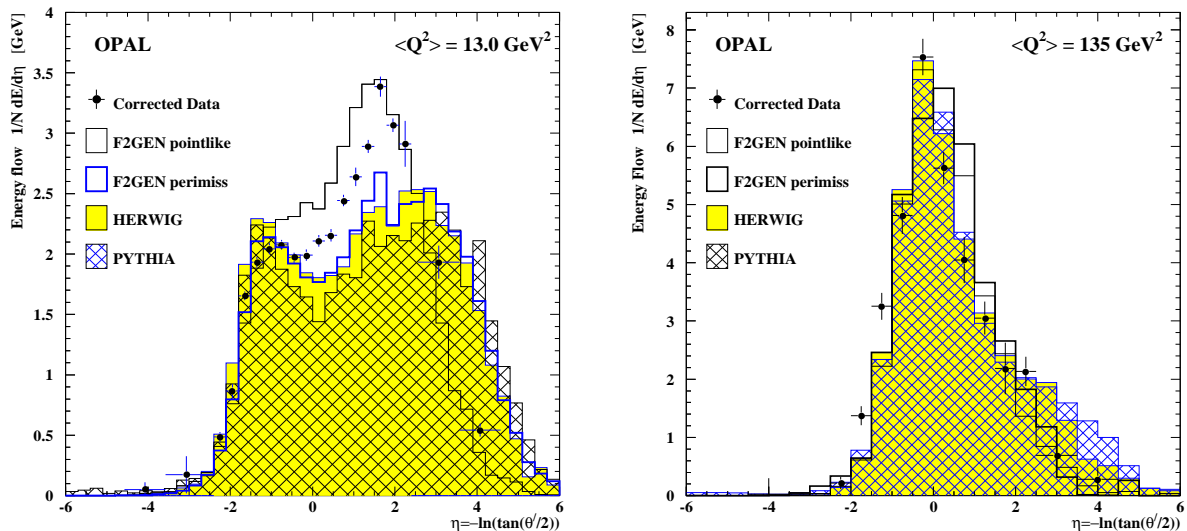 Energy flow 1/N dE/dη [GeV]
4
3.5
3
2.5
2
1.5
1
0.5
0
OPAL
<Q²> = 13.0 GeV²
Corrected Data
F2GEN pointlike
F2GEN perimiss
HERWIG
PYTHIA
-6 -4 -2 0 2 4 6
η=−ln(tan(θ′/2))
Energy Flow 1/N dE/dη [GeV]
8
7
6
5
4
3
2
1
0
OPAL
<Q²> = 135 GeV²
Corrected Data
F2GEN pointlike
F2GEN perimiss
HERWIG
PYTHIA
-6 -4 -2 0 2 4 6
η=−ln(tan(θ′/2))